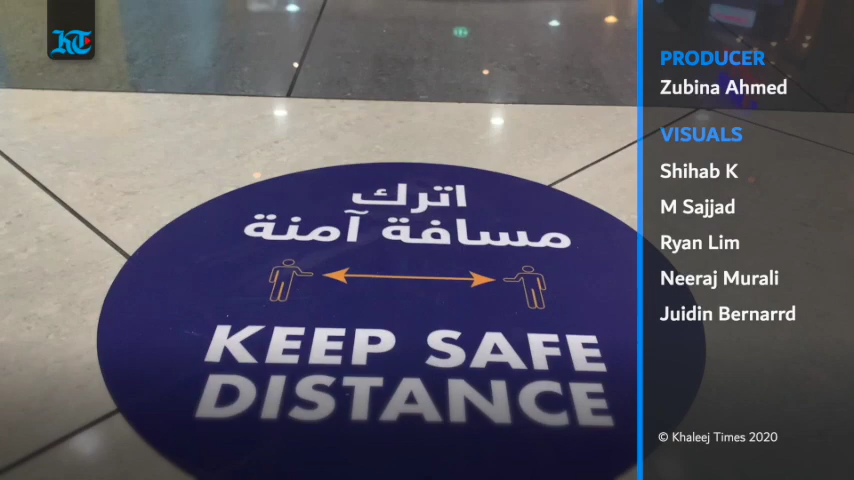 KT
اترك
مسافة آمنة
KEEP SAFE
DISTANCE
PRODUCER
Zubina Ahmed
VISUALS
Shihab K
M Sajjad
Ryan Lim
Neeraj Murali
Juidin Bernarrd
© Khaleej Times 2020